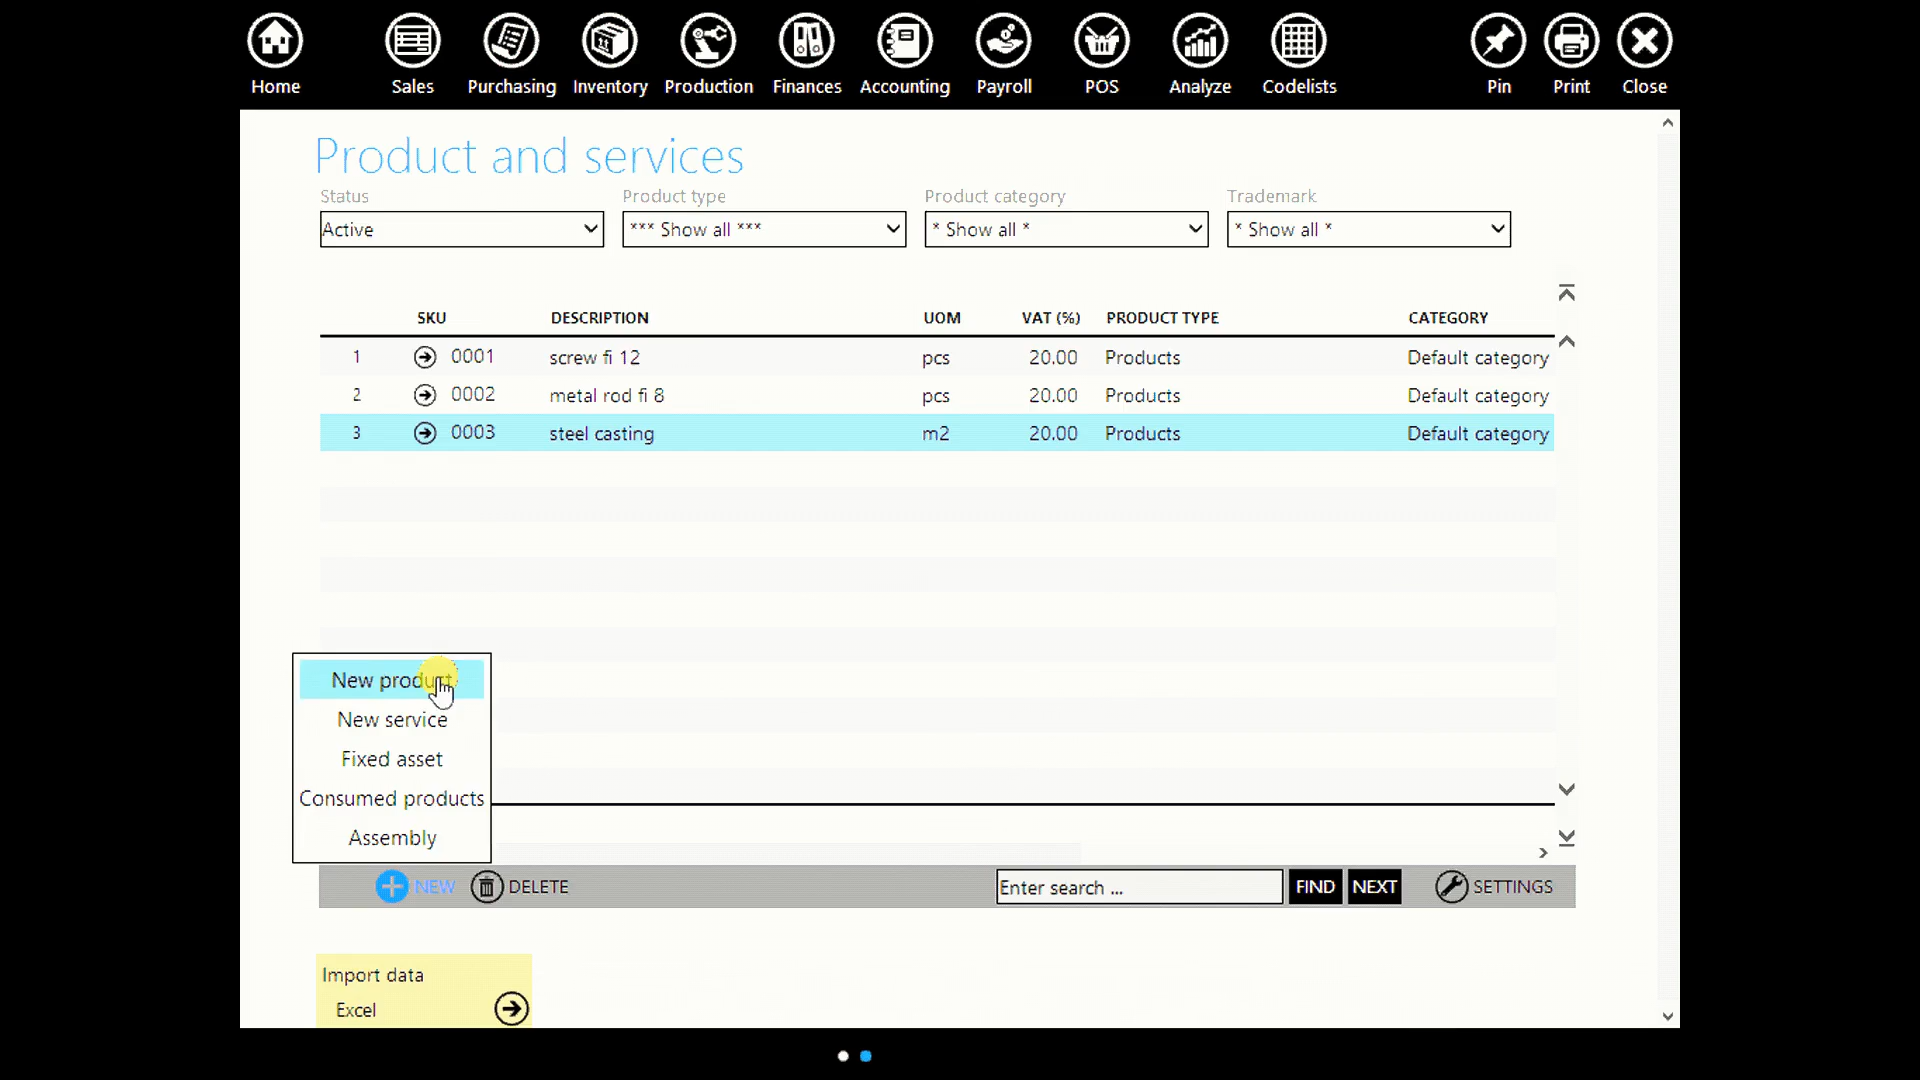 Home Sales Purchasing Inventory Production Finances Accounting Payroll POS Analyze Codelists Pin Print Close
Product and services
Status Product type Product category Trademark
Active *** Show all *** * Show all * * Show all *
SKU DESCRIPTION UOM VAT (%) PRODUCT TYPE CATEGORY
1 0001 screw fi 12 pcs 20.00 Products Default category
2 0002 metal rod fi 8 pcs 20.00 Products Default category
3 0003 steel casting m2 20.00 Products Default category
New product
New service
Fixed asset
Consumed products
Assembly
NEW DELETE Enter search ... FIND NEXT SETTINGS
Import data
Excel